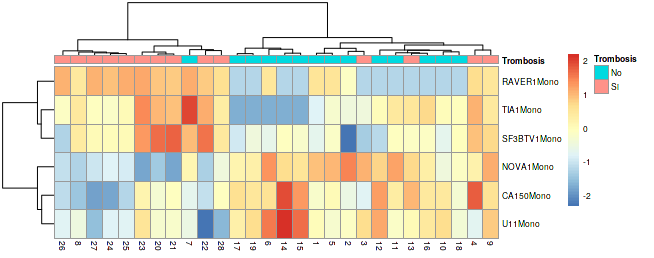 Trombosis
RAVER1Mono
TIA1Mono
SF3BTV1Mono
NOVA1Mono
CA150Mono
U11Mono
26 8 27 24 25 23 20 21 7 22 28 17 19 6 14 15 1 5 2 3 12 11 13 16 10 18 4 9
2
1
0
-1
-2
Trombosis
No
SI